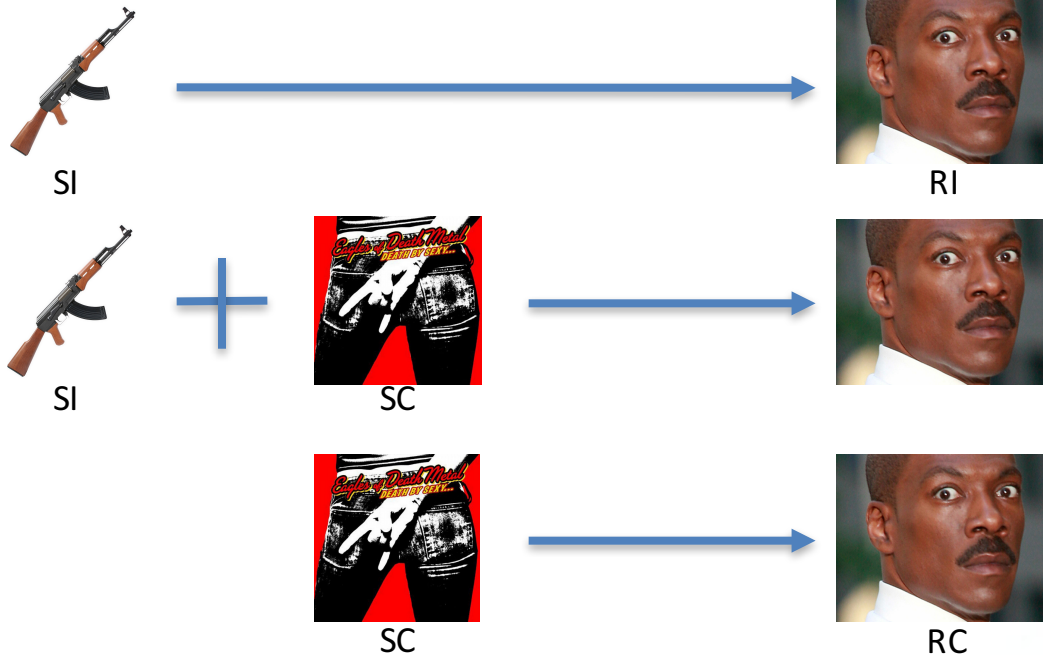 SI
RI
Eagles of Death Metal
DEATH BY SEXY...
SI
SC
Eagles of Death Metal
DEATH BY SEXY...
SC
RC